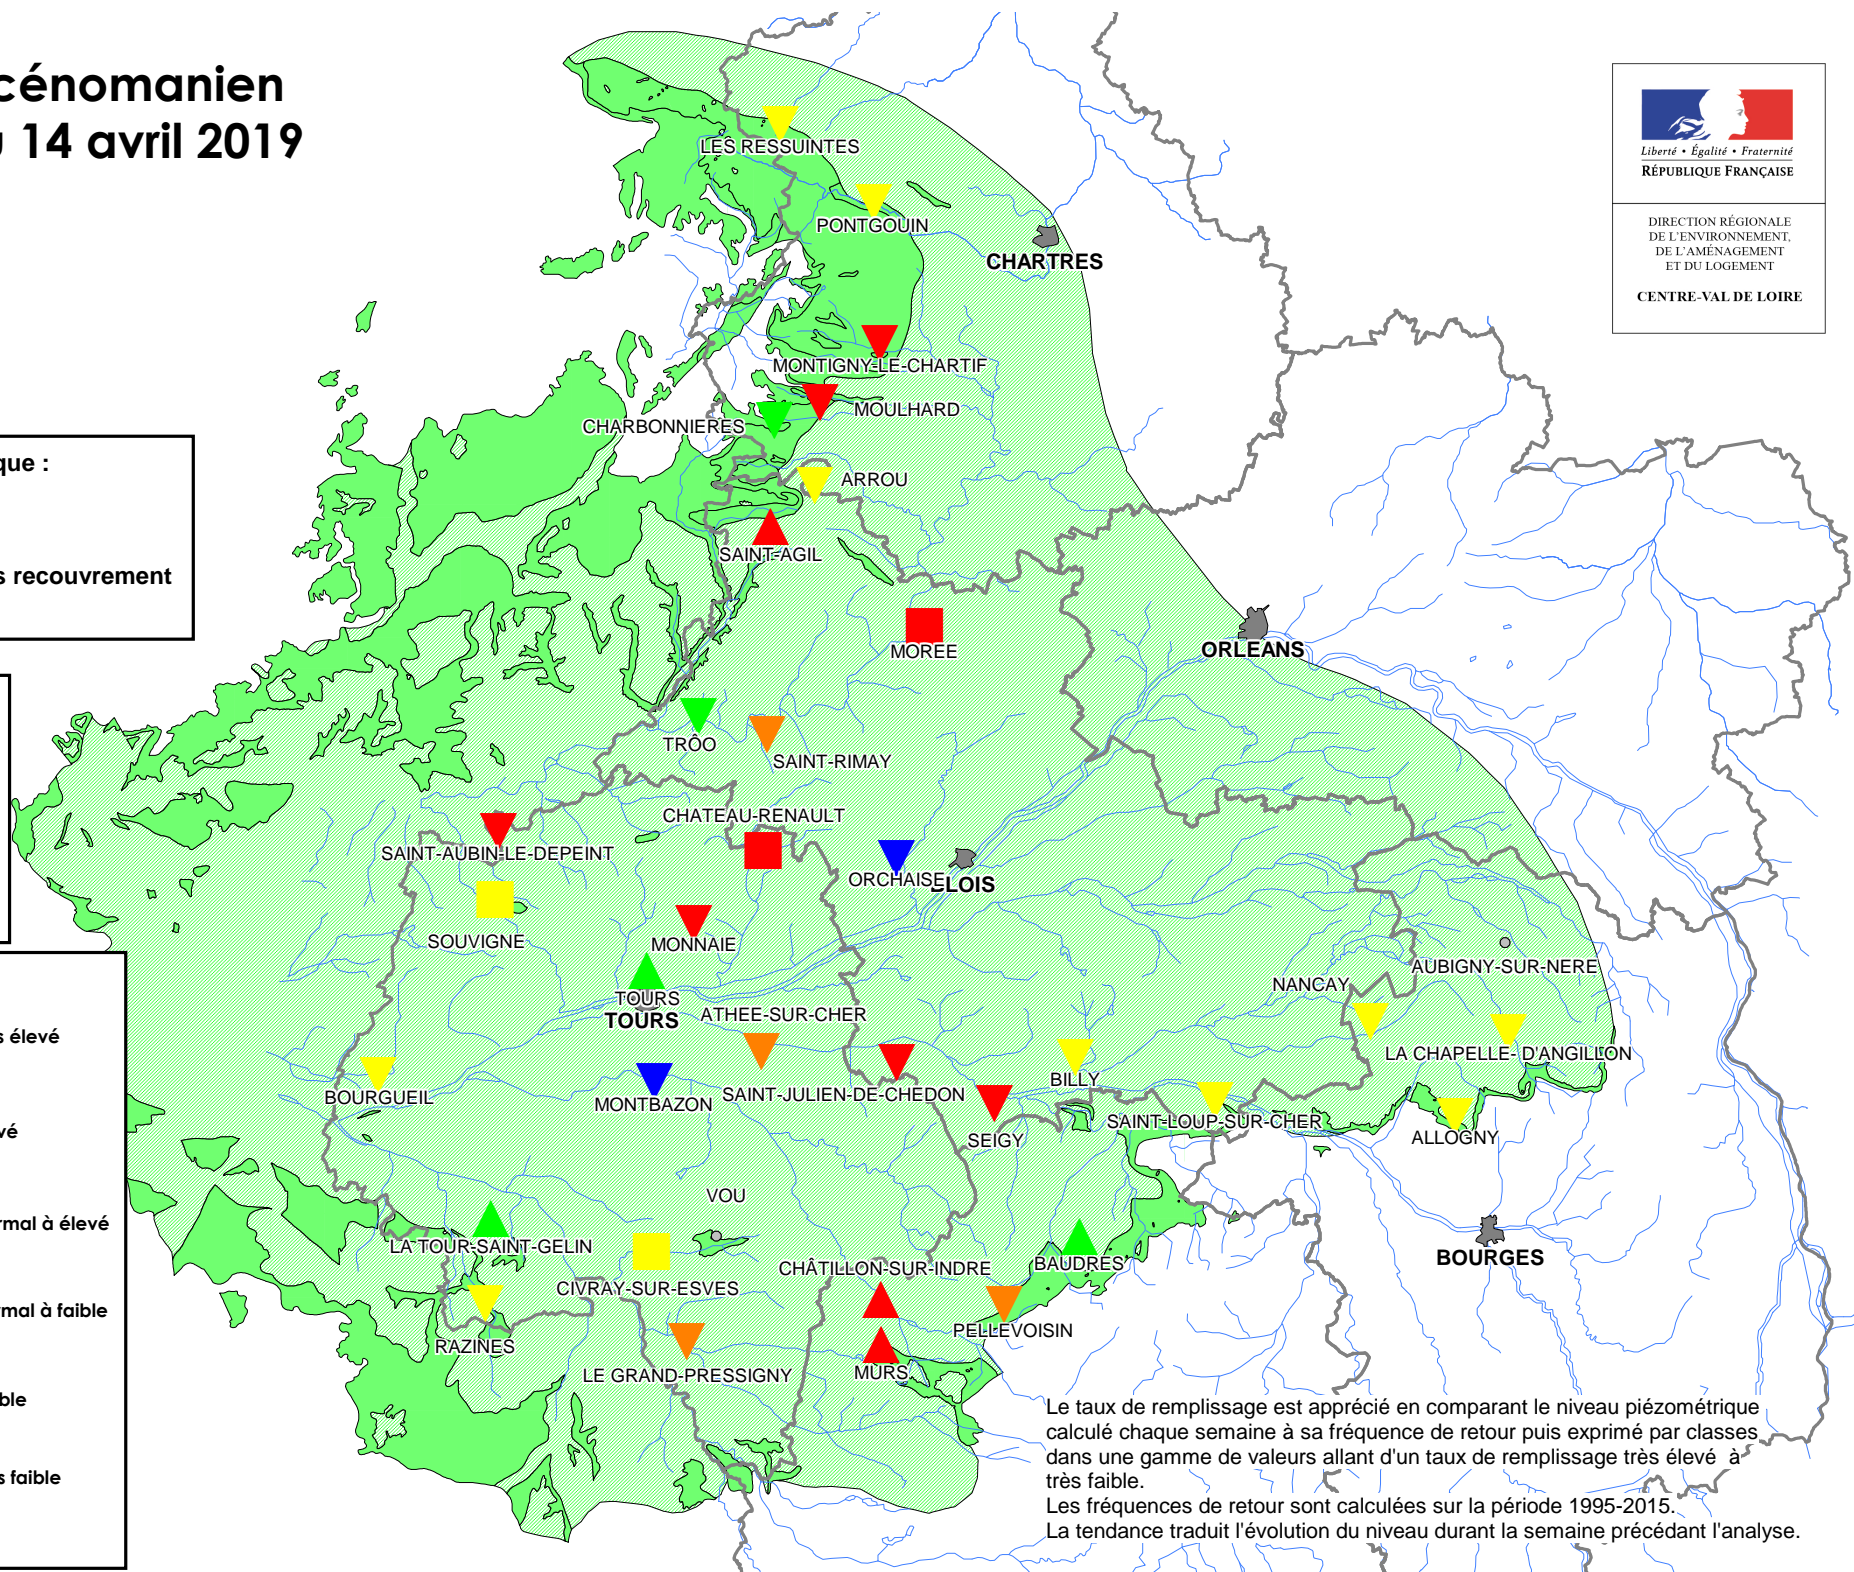 cénomanien
14 avril 2019
Liberté • Égalité • Fraternité
RÉPUBLIQUE FRANÇAISE
DIRECTION RÉGIONALE
DE L'ENVIRONNEMENT,
DE L'AMÉNAGEMENT
ET DU LOGEMENT
CENTRE-VAL DE LOIRE
LES RESSUINTES
PONTGOUIN
CHARTRES
MONTIGNY-LE-CHARTIF
MOULHARD
CHARBONNIERES
ARROU
SAINT-AGIL
que :
recouvrement
MOREE
ORLEANS
TRÔO
SAINT-RIMAY
CHATEAU-RENAULT
SAINT-AUBIN-LE-DEPEINT
ORCHAISE
BLOIS
SOUVIGNE
MONNAIE
TOURS
TOURS
ATHEE-SUR-CHER
NANCAY
AUBIGNY-SUR-NERE
élevé
LA CHAPELLE- D'ANGILLON
BOURGUEIL
MONTBAZON
SAINT-JULIEN-DE-CHEDON
BILLY
SAINT-LOUP-SUR-CHER
SEIGY
ALLOGNY
vé
VOU
rmal à élevé
LA TOUR-SAINT-GELIN
CIVRAY-SUR-ESVES
CHÂTILLON-SUR-INDRE
BAUDRES
BOURGES
rmal à faible
RAZINES
PELLEVOISIN
LE GRAND-PRESSIGNY
MURS
ble
s faible
Le taux de remplissage est apprécié en comparant le niveau piézométrique
calculé chaque semaine à sa fréquence de retour puis exprimé par classes
dans une gamme de valeurs allant d'un taux de remplissage très élevé à
très faible.
Les fréquences de retour sont calculées sur la période 1995-2015.
La tendance traduit l'évolution du niveau durant la semaine précédant l'analyse.